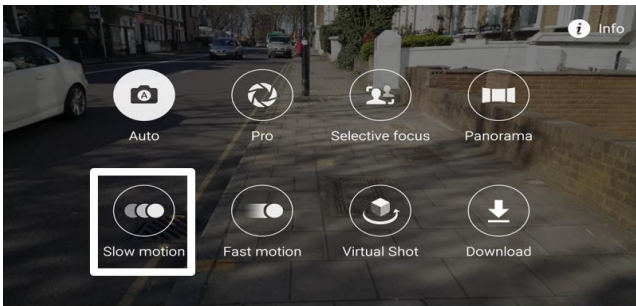 Info
A
Auto
Pro
Selective focus
Panorama
Slow motion
Fast motion
Virtual Shot
Download